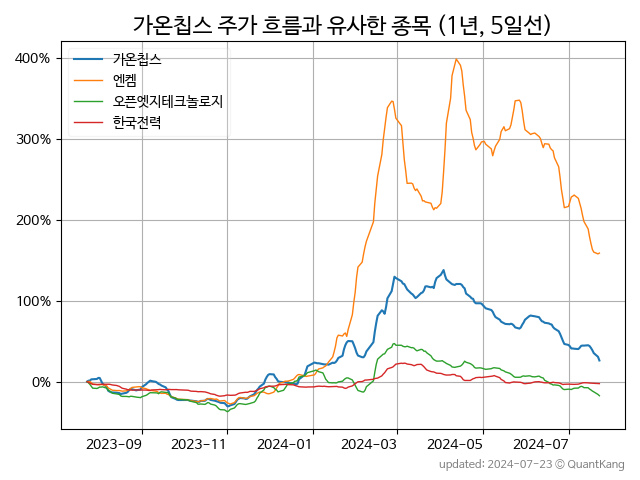 가온칩스 주가 흐름과 유사한 종목 (1년, 5일선)
400%
300%
200%
100%
0%
가온칩스
엔켐
오픈엣지테크놀로지
한국전력
2023-09 2023-11 2024-01 2024-03 2024-05 2024-07
updated: 2024-07-23 © QuantKang